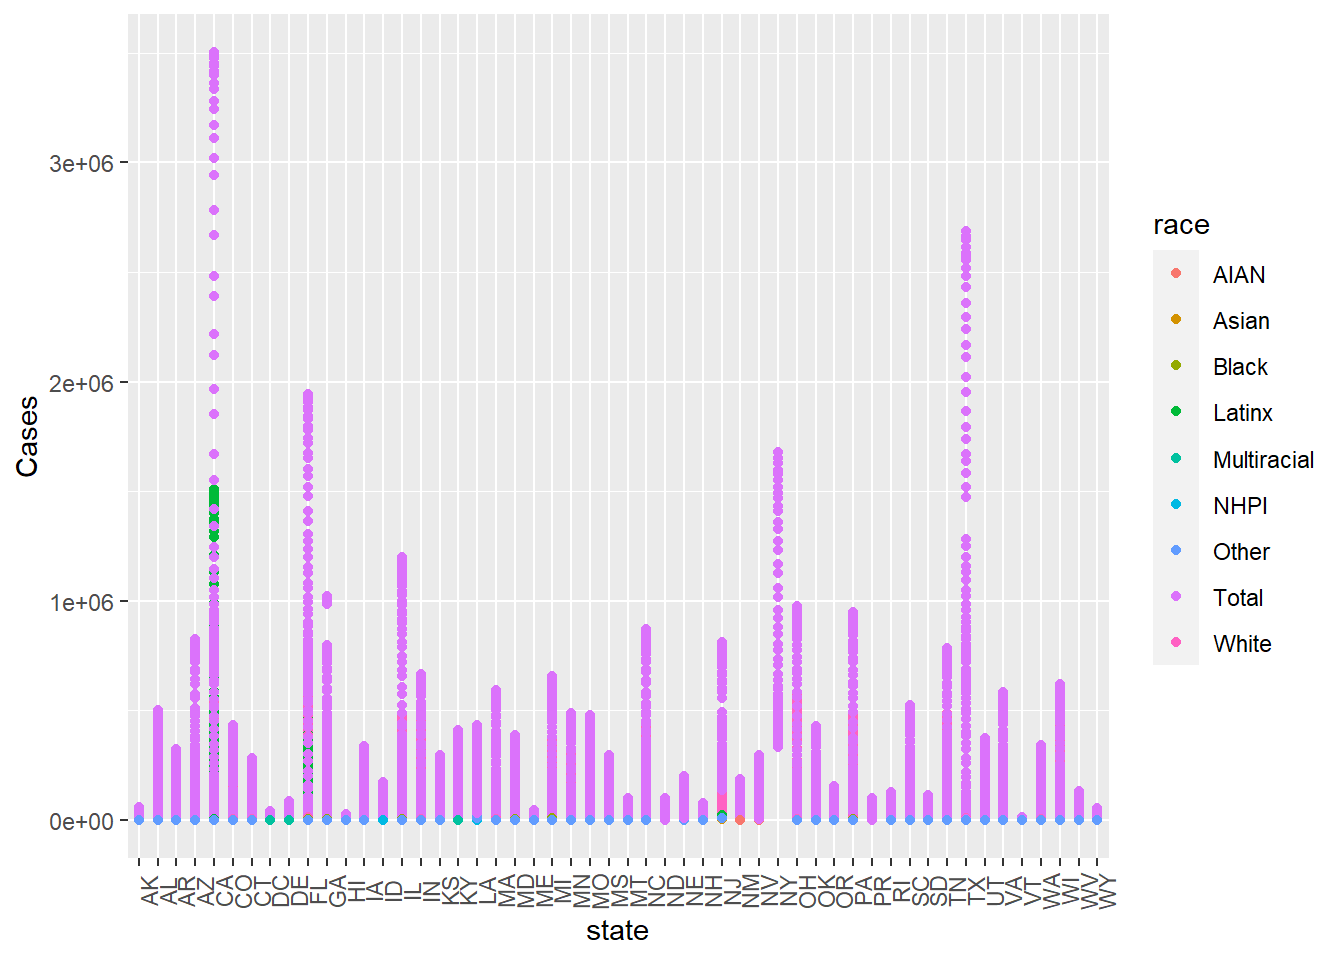 3e+06
2e+06
1e+06
0e+00
Cases
AK AL AR AZ CA CO CT DC DE FL GA HI IA ID IL IN KS KY LA MA MD ME MI MN MO MS MT NC ND NE NH NJ NM NV NY OH OK OR PA PR RI SC SD TN TX UT VA VT WA WI WV WY
state
race
AIAN
Asian
Black
Latinx
Multiracial
NHPI
Other
Total
White